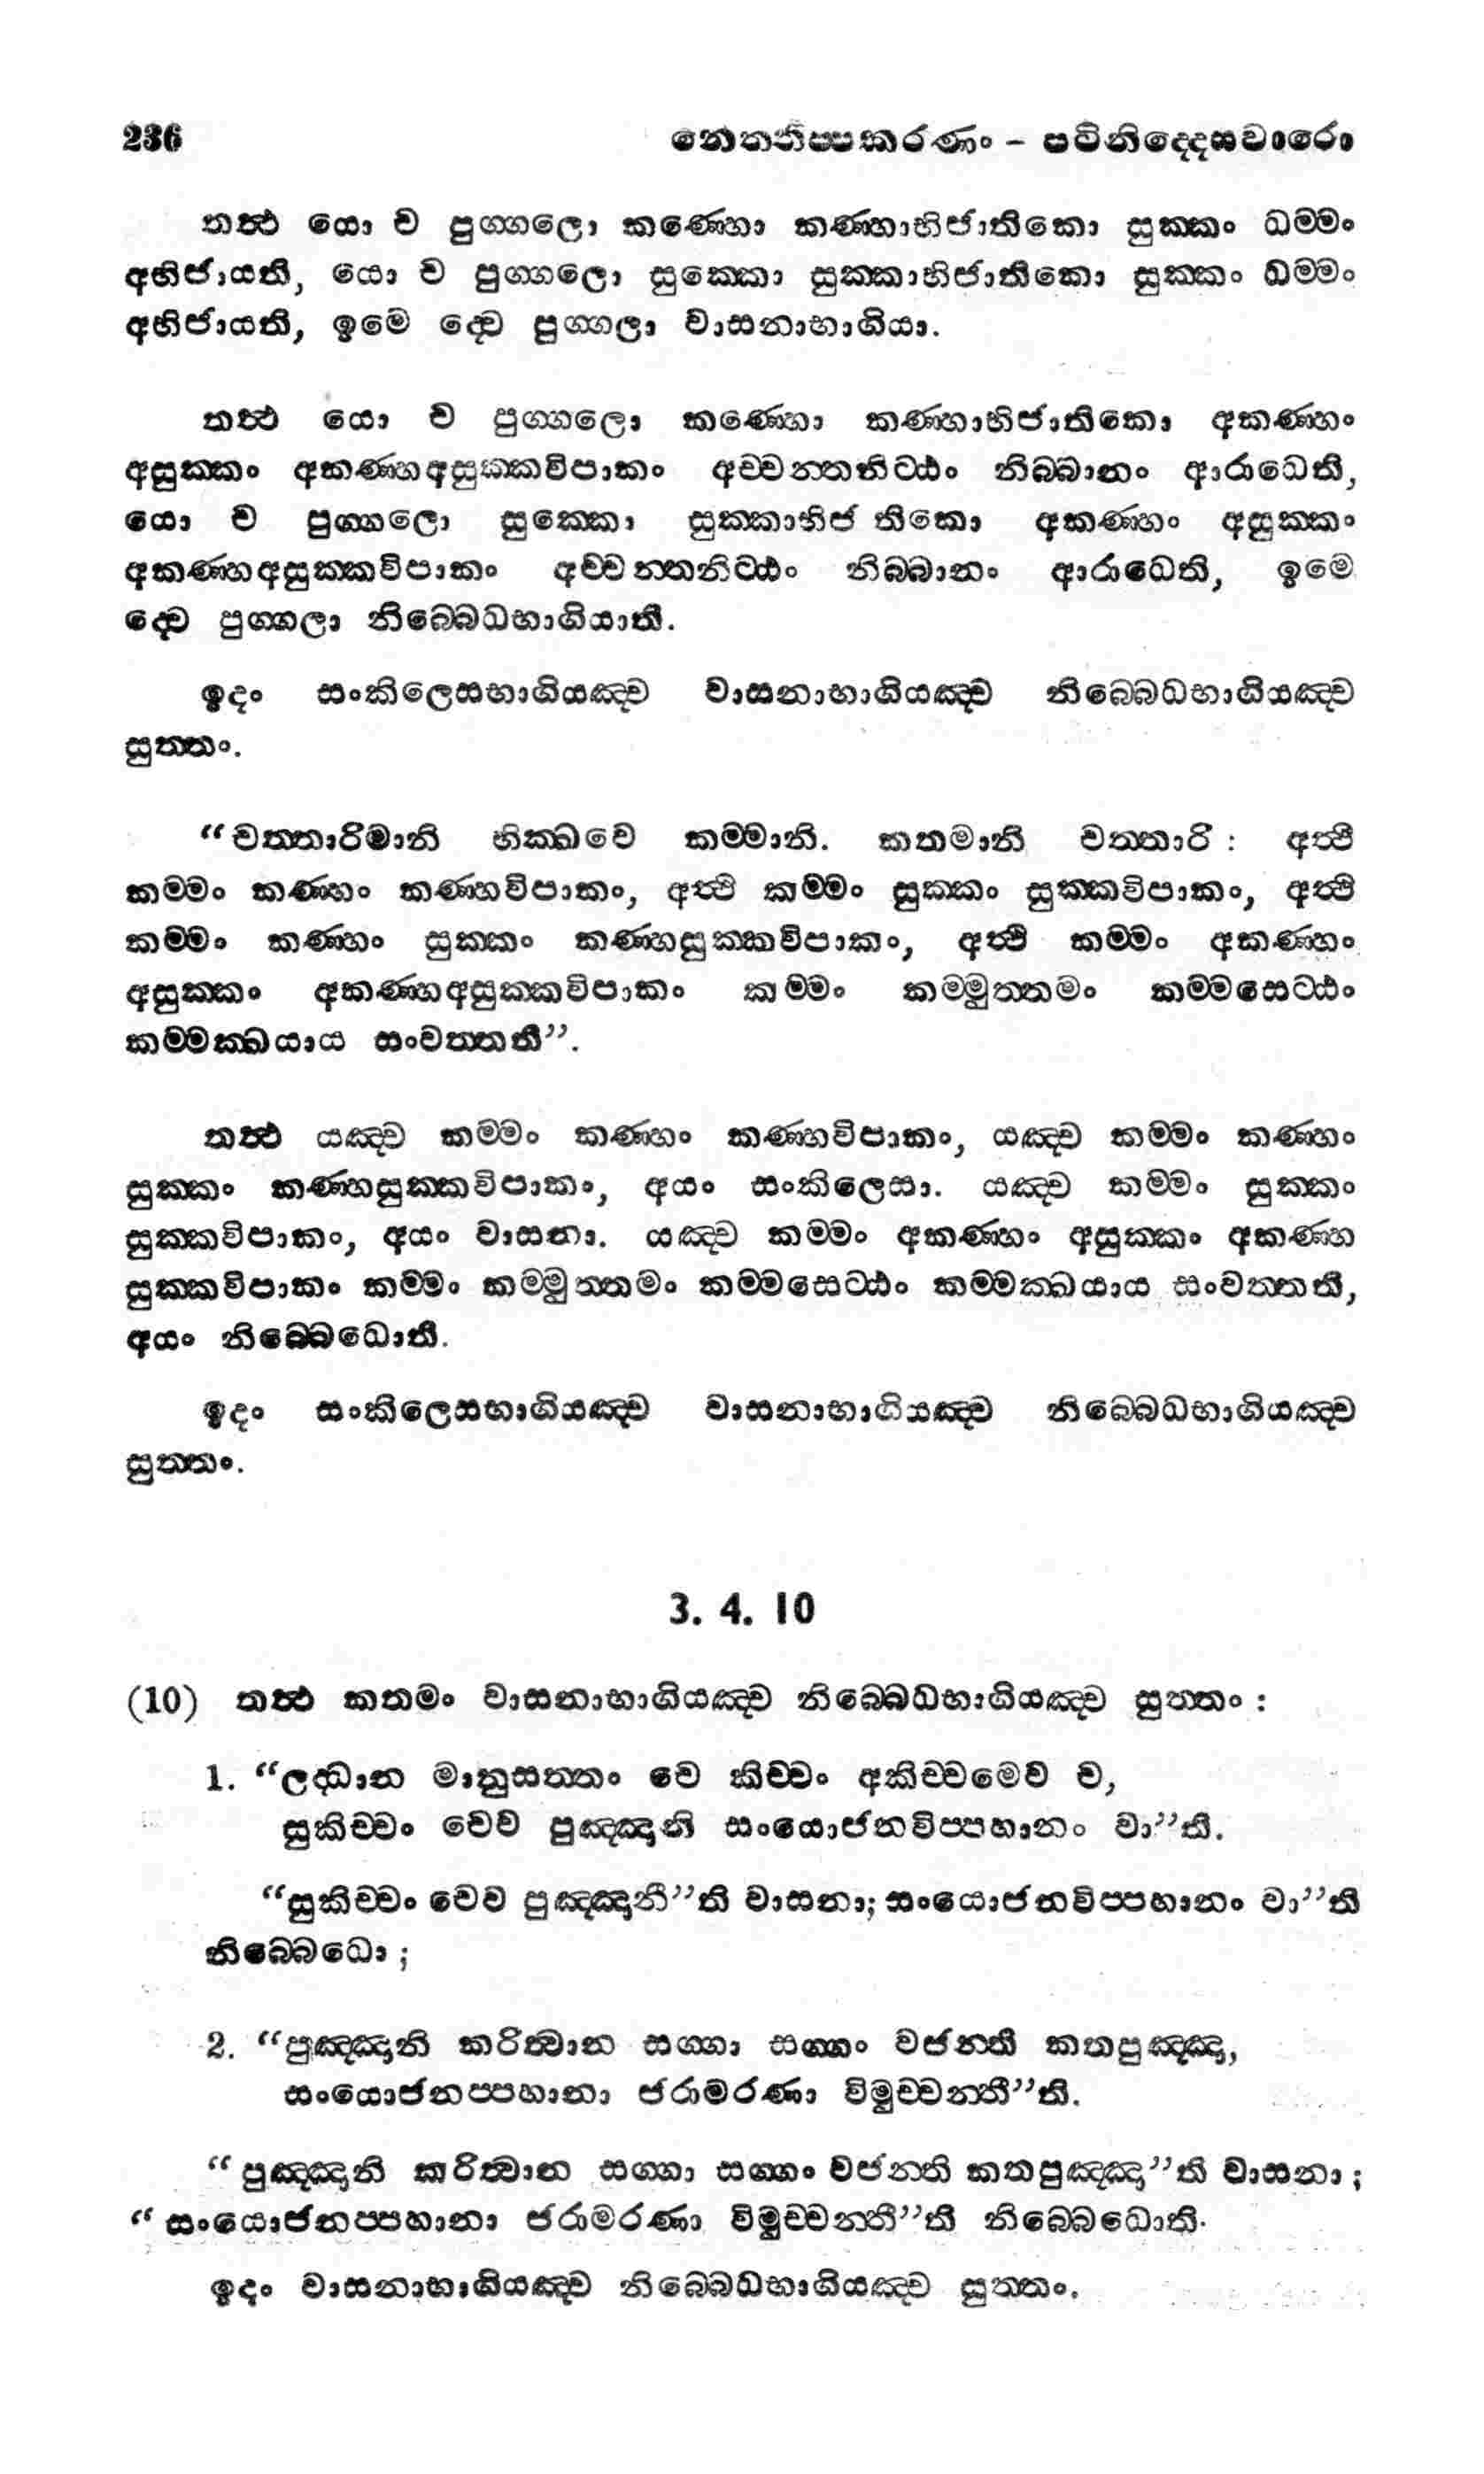 236 නෙත‍්තිප‍්පකරණං – පටිනිද‍්දෙසවාරො
තත්‍ථ යො ච පුග‍්ගලො කණ‍්හො කණ‍්හාභිජාතිකො සුක‍්කං ධම‍්මං
අභිජායති, යො ච පුග‍්ගලො සුක‍්කො සුක‍්කාභිජාතිකො සුක‍්කං ධම‍්මං
අභිජායති, ඉමෙ ද‍්වෙ පුග‍්ගලා වාසනාභාගියා.
තත්‍ථ යො ච පුග‍්ගලො කණ‍්හො කණ‍්හාභිජාතිකො අකණ‍්හං
අසුක‍්කං අකණ‍්හඅසුක‍්කවිපාකං අච‍්චන‍්තනිට‍්ඨං නිබ‍්බානං ආරාධෙති,
යො ච පුග‍්ගලො සුක‍්කො සුක‍්කාභිජ තිකො අකණ‍්හං අසුක‍්කං
අකණ‍්හඅසුක‍්කවිපාකං අච‍්චන‍්තනිට‍්ඨං නිබ‍්බානං ආරාධෙති, ඉමෙ
ද‍්වෙ පුග‍්ගලා නිබ‍්බෙධභාගියාති.
ඉදං සංකිලෙසභාගියඤ‍්ච වාසනාභාගියඤ‍්ච නිබ‍්බෙධභාගියඤ‍්ච
සුත‍්තං.
“චත‍්තාරිමානි භික‍්ඛවෙ කම‍්මානි. කතමානි චත‍්තාරි : අත්‍ථි
කම‍්මං කණ‍්හං කණ‍්හවිපාකං, අත්‍ථි කම‍්මං සුක‍්කං සුක‍්කවිපාකං, අත්‍ථි
කම‍්මං කණ‍්හං සුක‍්කං කණ‍්හසුක‍්කවිපාකං, අත්‍ථි කම‍්මං අකණ‍්හං
අසුක‍්කං අකණ‍්හඅසුක‍්කවිපාකං කම‍්මං කම‍්මුත‍්තමං කම‍්මසෙට‍්ඨං
කම‍්මක‍්ඛයාය සංවත‍්තතී”.
තත්‍ථ යඤ‍්ච කම‍්මං කණ‍්හං කණ‍්හවිපාකං, යඤ‍්ච කම‍්මං කණ‍්හං
සුක‍්කං කණ‍්හසුක‍්කවිපාකං, අයං සංකිලෙසා. යඤ‍්ච කම‍්මං සුක‍්කං
සුක‍්කවිපාකං, අයං වාසනා. යඤ‍්ච කම‍්මං අකණ‍්හං අසුක‍්කං අකණ‍්හ
සුක‍්කවිපාකං කම‍්මං කම‍්මුත‍්තමං කම‍්මසෙට‍්ඨං කම‍්මක‍්ඛයාය සංවත‍්තති,
අයං නිබ‍්බෙධොති.
ඉදං සංකිලෙසභාගියඤ‍්ච වාසනාභාගියඤ‍්ච නිබ‍්බෙධභාගියඤ‍්ච
සුත‍්තං.
3. 4. 10
(10) තත්‍ථ කතමං වාසනාභාගියඤ‍්ච නිබ‍්බෙධභාගියඤ‍්ච සුත‍්තං :
1. “ලද‍්ධාන මානුසත‍්තං වෙ කිච‍්චං අකිච‍්චමෙව ච,
සුකිච‍්චං චෙව පුඤ‍්ඤානි සංයොජනවිප‍්පහානං වා”ති.
“සුකිච‍්චං චෙව පුඤ‍්ඤානී”ති වාසනා; සංයොජනවිප‍්පහානං වා”ති
නිබ‍්බෙධො ;
2. “පුඤ‍්ඤානි කරිත්‍වාන සග‍්ගා සග‍්ගං වජන‍්ති කතපුඤ‍්ඤා,
සංයොජනප‍්පහානා ජරාමරණා විමුච‍්චන‍්තී”ති.
“පුඤ‍්ඤානි කරිත්‍වාන සග‍්ගා සග‍්ගං වජන‍්ති කතපුඤ‍්ඤා”ති වාසනා ;
“සංයොජනප‍්පහානා ජරාමරණා විමුච‍්චන‍්තී”ති නිබ‍්බෙධොති.
ඉදං වාසනාභාගියඤ‍්ච නිබ‍්බෙධභාගියඤ‍්ච සුත‍්තං.